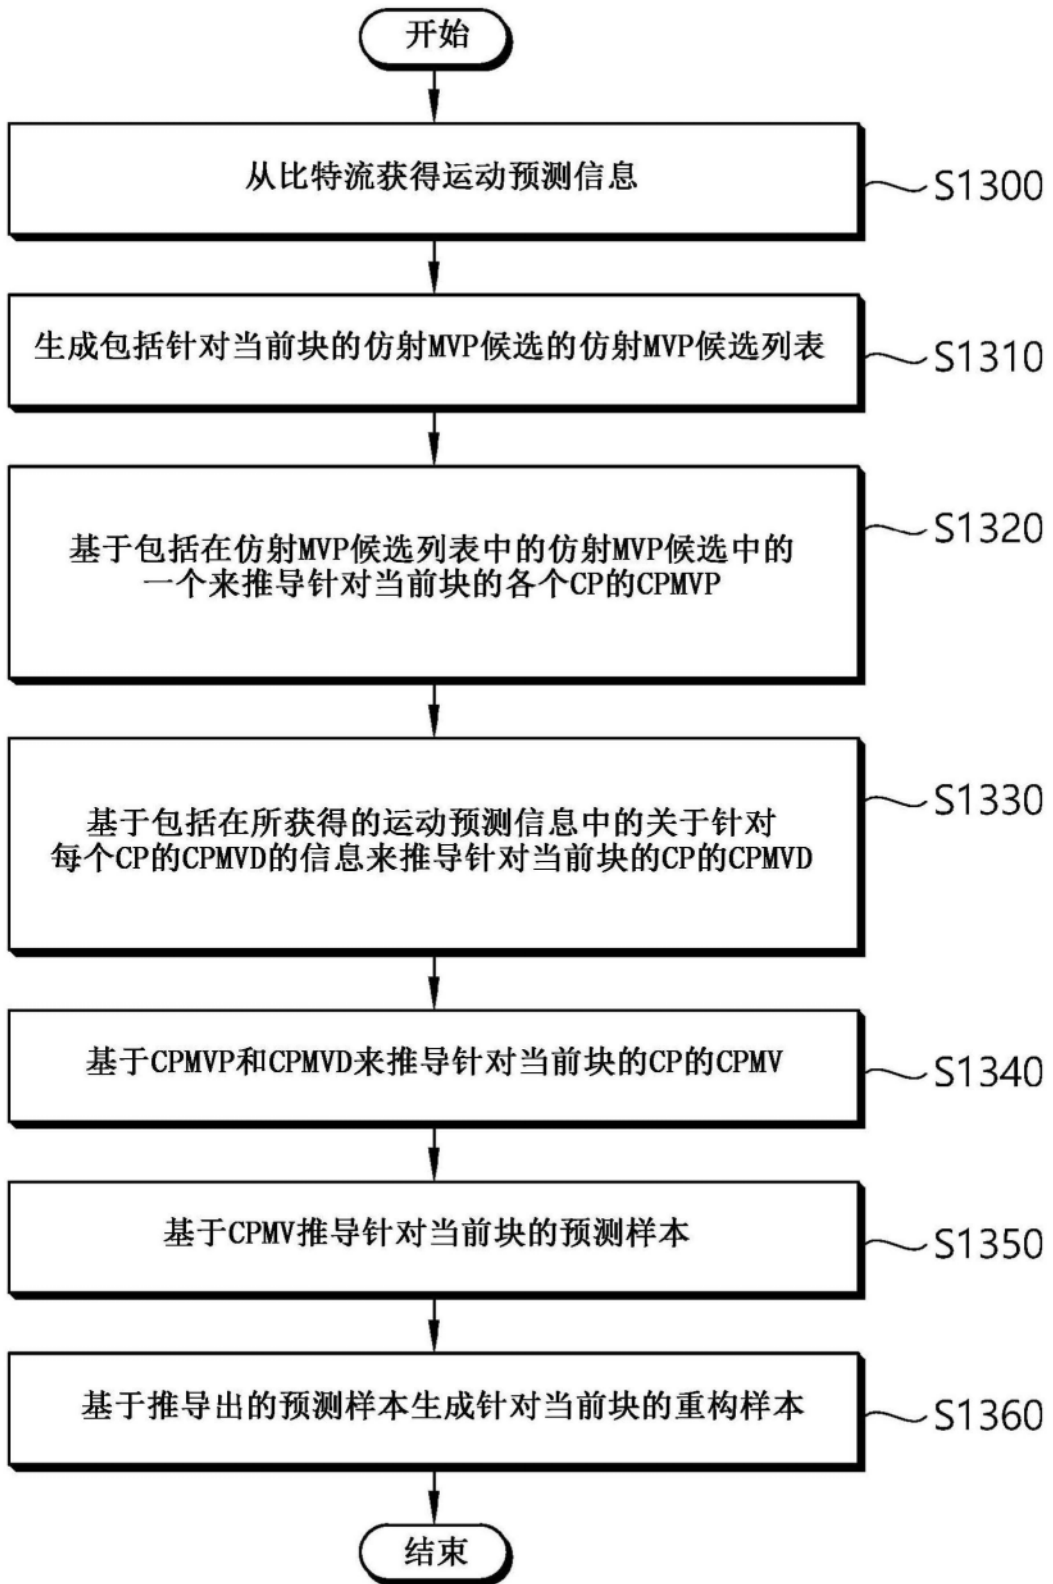 开始
从比特流获得运动预测信息
S1300
生成包括针对当前块的仿射MVP候选的仿射MVP候选列表
S1310
基于包括在仿射MVP候选列表中的仿射MVP候选中的
一个来推导针对当前块的各个CP的CPMVP
S1320
基于包括在所获得的运动预测信息中的关于针对
每个CP的CPMVD的信息来推导针对当前块的CP的CPMVD
S1330
基于CPMVP和CPMVD来推导针对当前块的CP的CPMV
S1340
基于CPMV推导针对当前块的预测样本
S1350
基于推导出的预测样本生成针对当前块的重构样本
S1360
结束